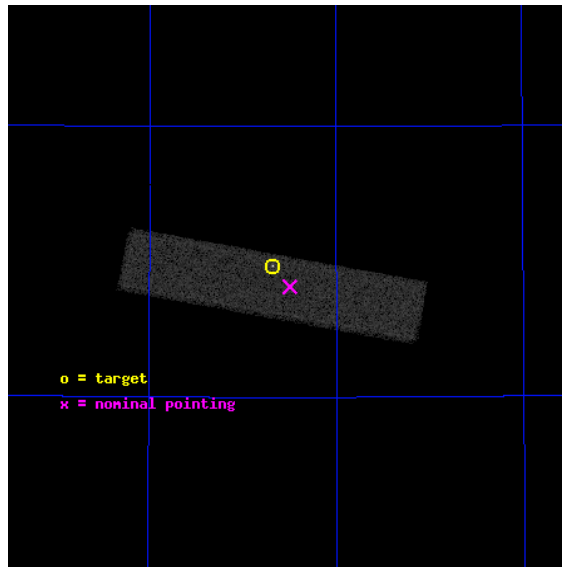 o = target
x = nominal pointing